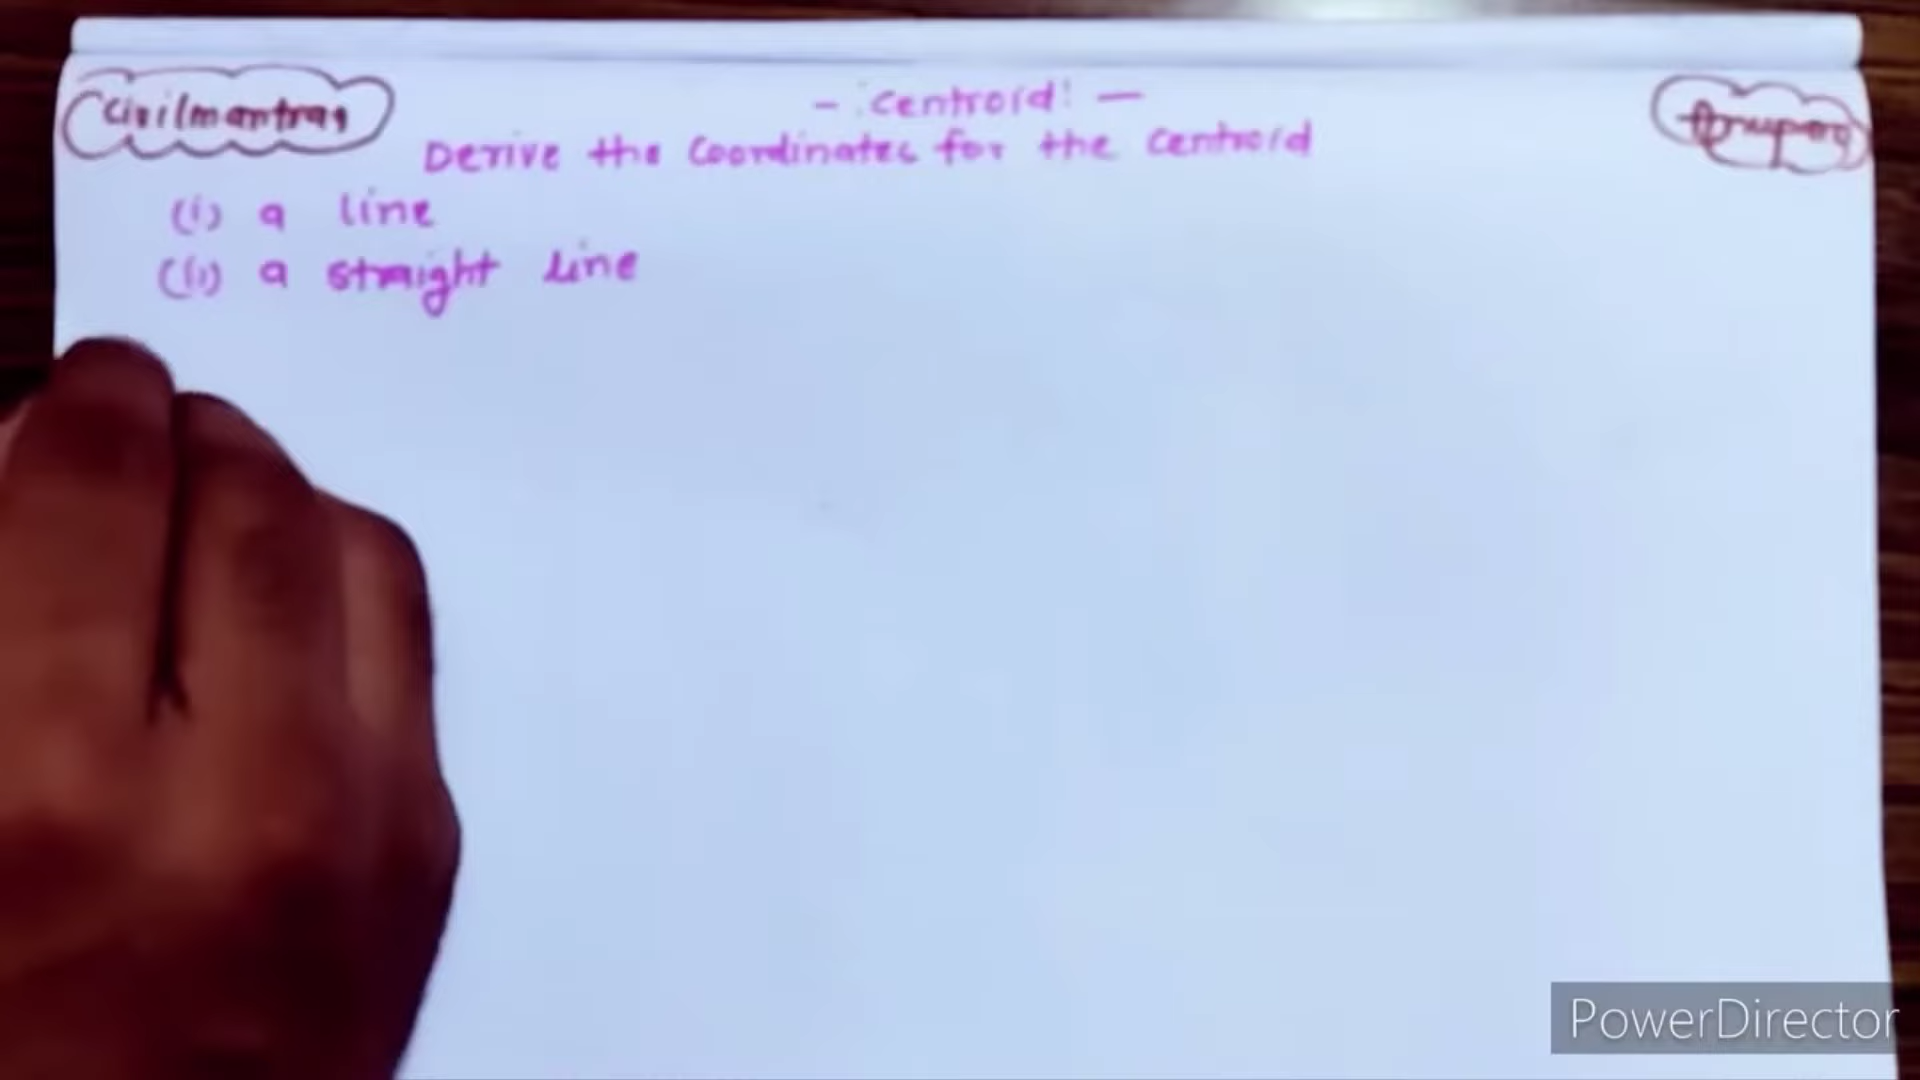 Civilmantras
- : Centroid : -
Derive the Coordinates for the Centroid
(i) a line
(ii) a straight line
PowerDirector